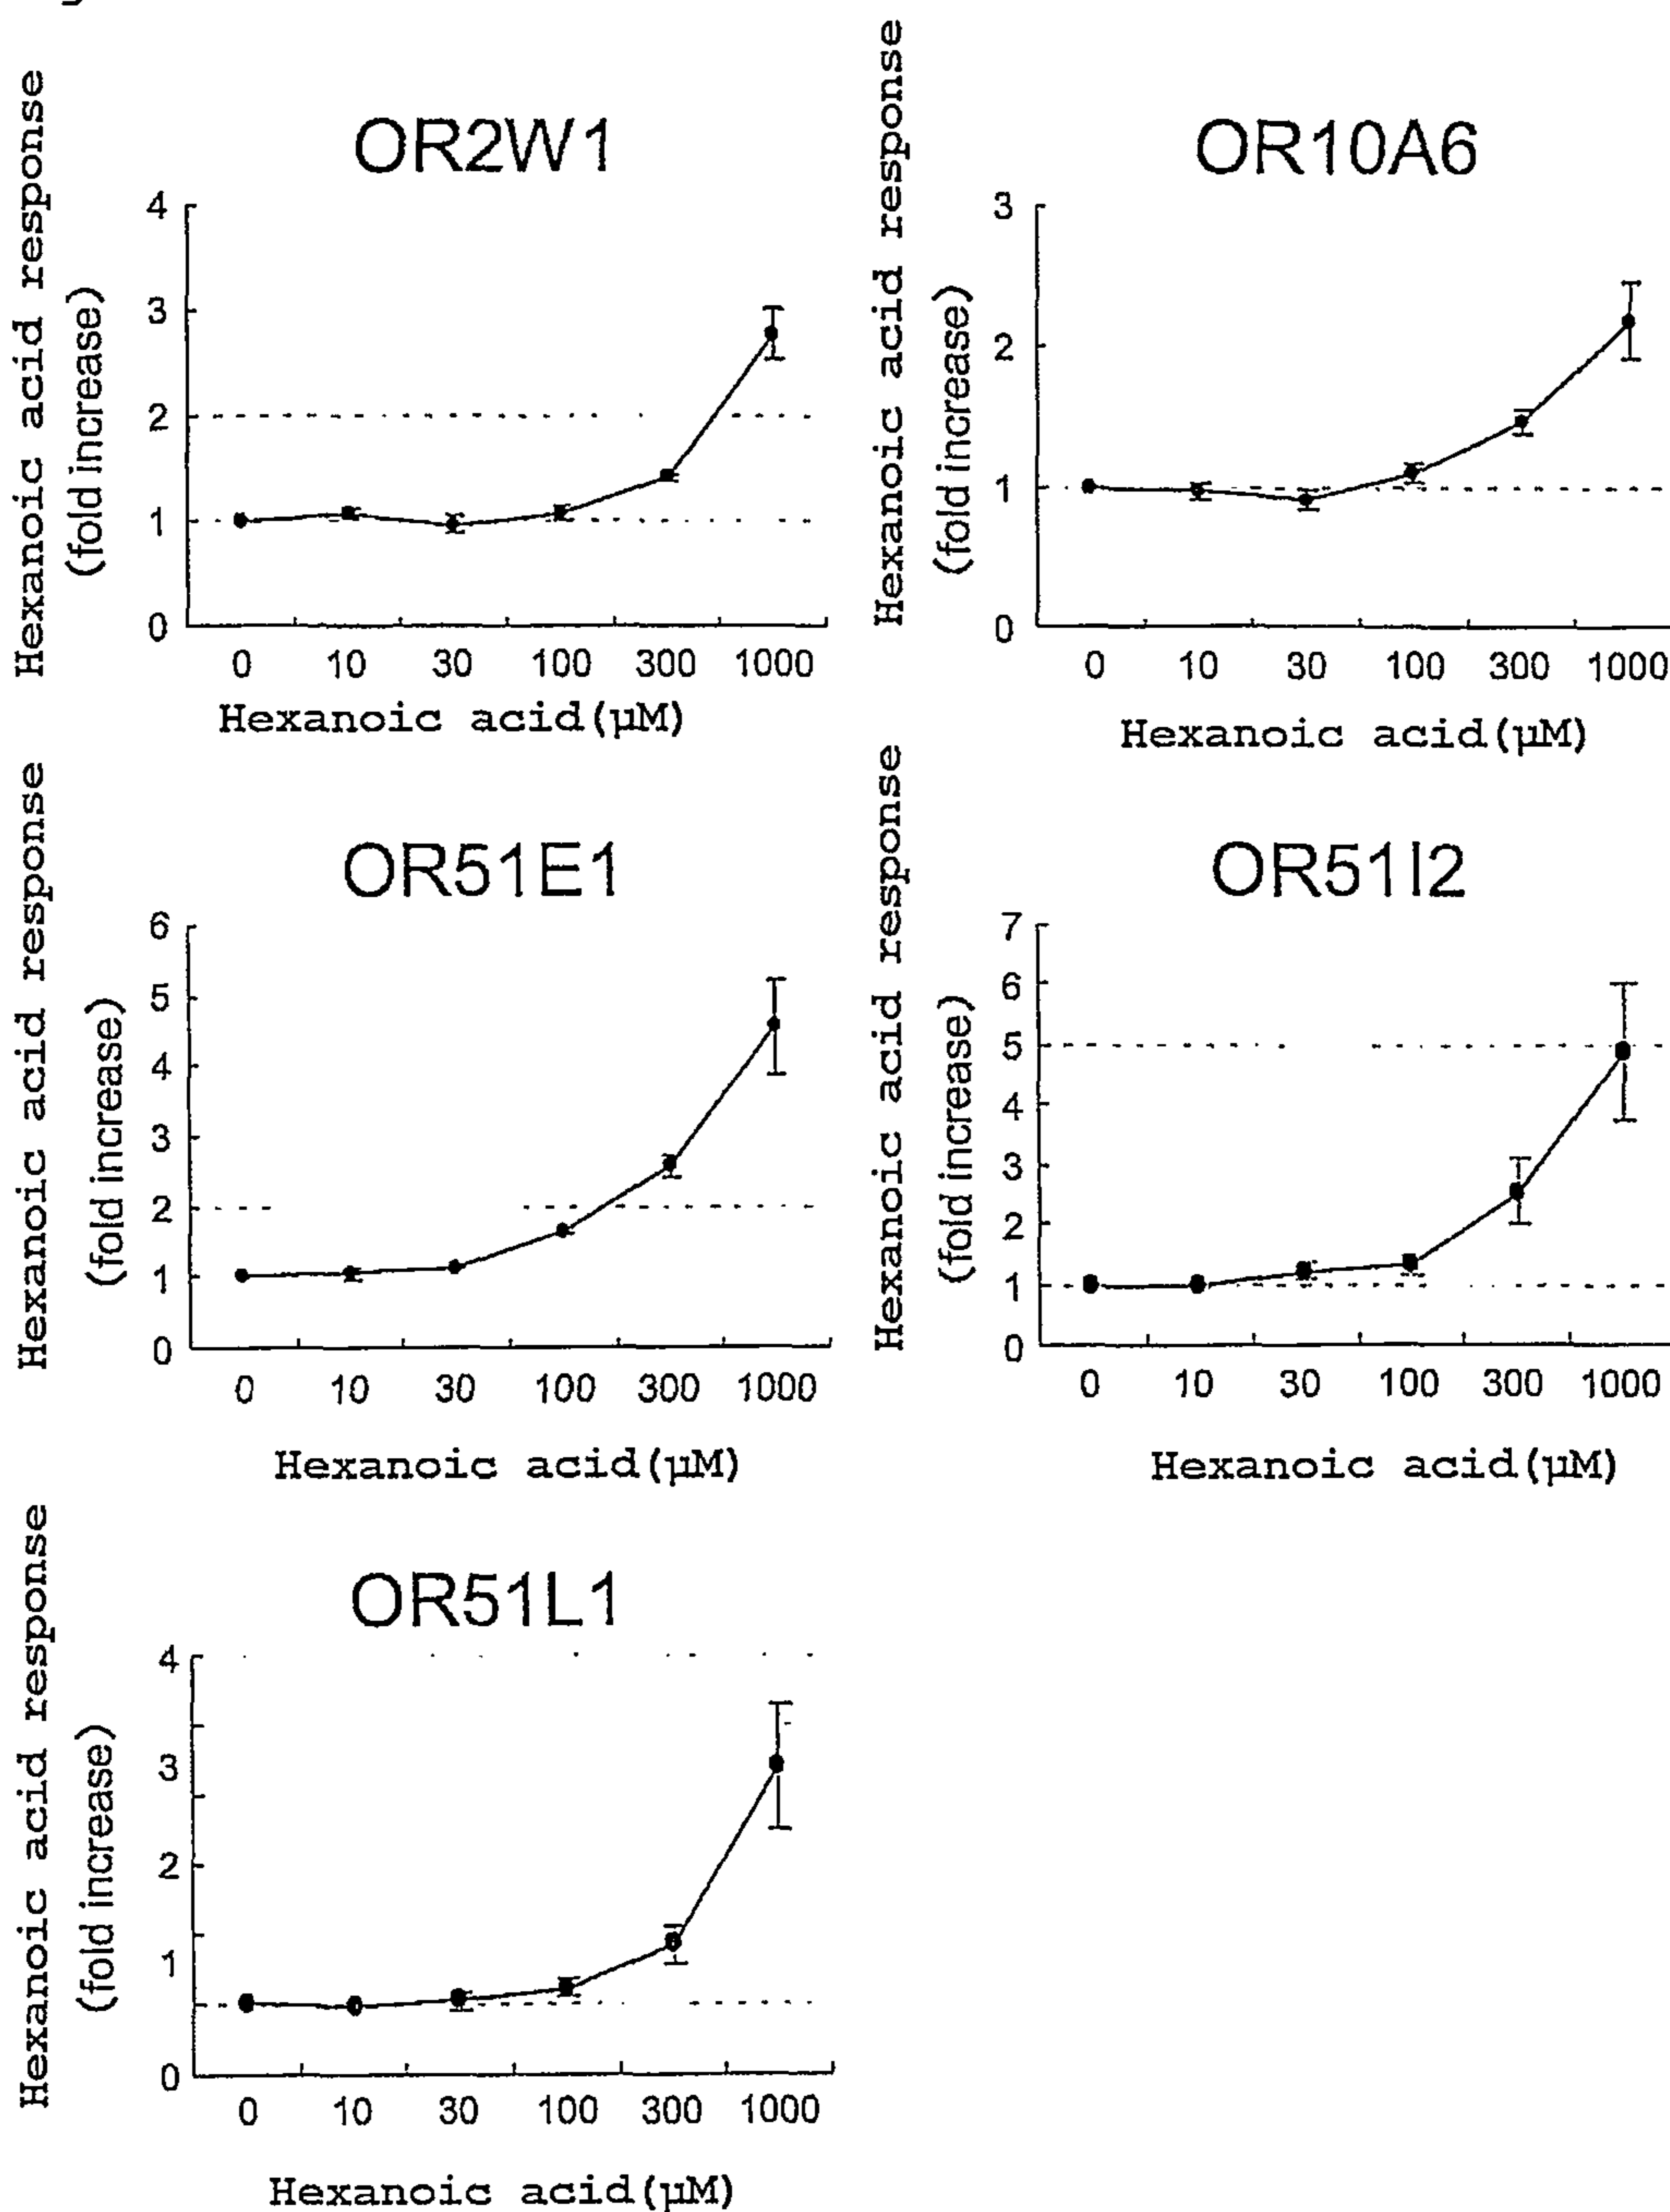 OR2W1
Hexanoic acid response
(fold increase)
4
3
2
1
0
0 10 30 100 300 1000
Hexanoic acid(µM)
OR10A6
Hexanoic acid response
(fold increase)
3
2
1
0
0 10 30 100 300 1000
Hexanoic acid(µM)
OR51E1
Hexanoic acid response
(fold increase)
6
5
4
3
2
1
0
0 10 30 100 300 1000
Hexanoic acid(µM)
OR51I2
Hexanoic acid response
(fold increase)
7
6
5
4
3
2
1
0
0 10 30 100 300 1000
Hexanoic acid(µM)
OR51L1
Hexanoic acid response
(fold increase)
4
3
2
1
0
0 10 30 100 300 1000
Hexanoic acid(µM)